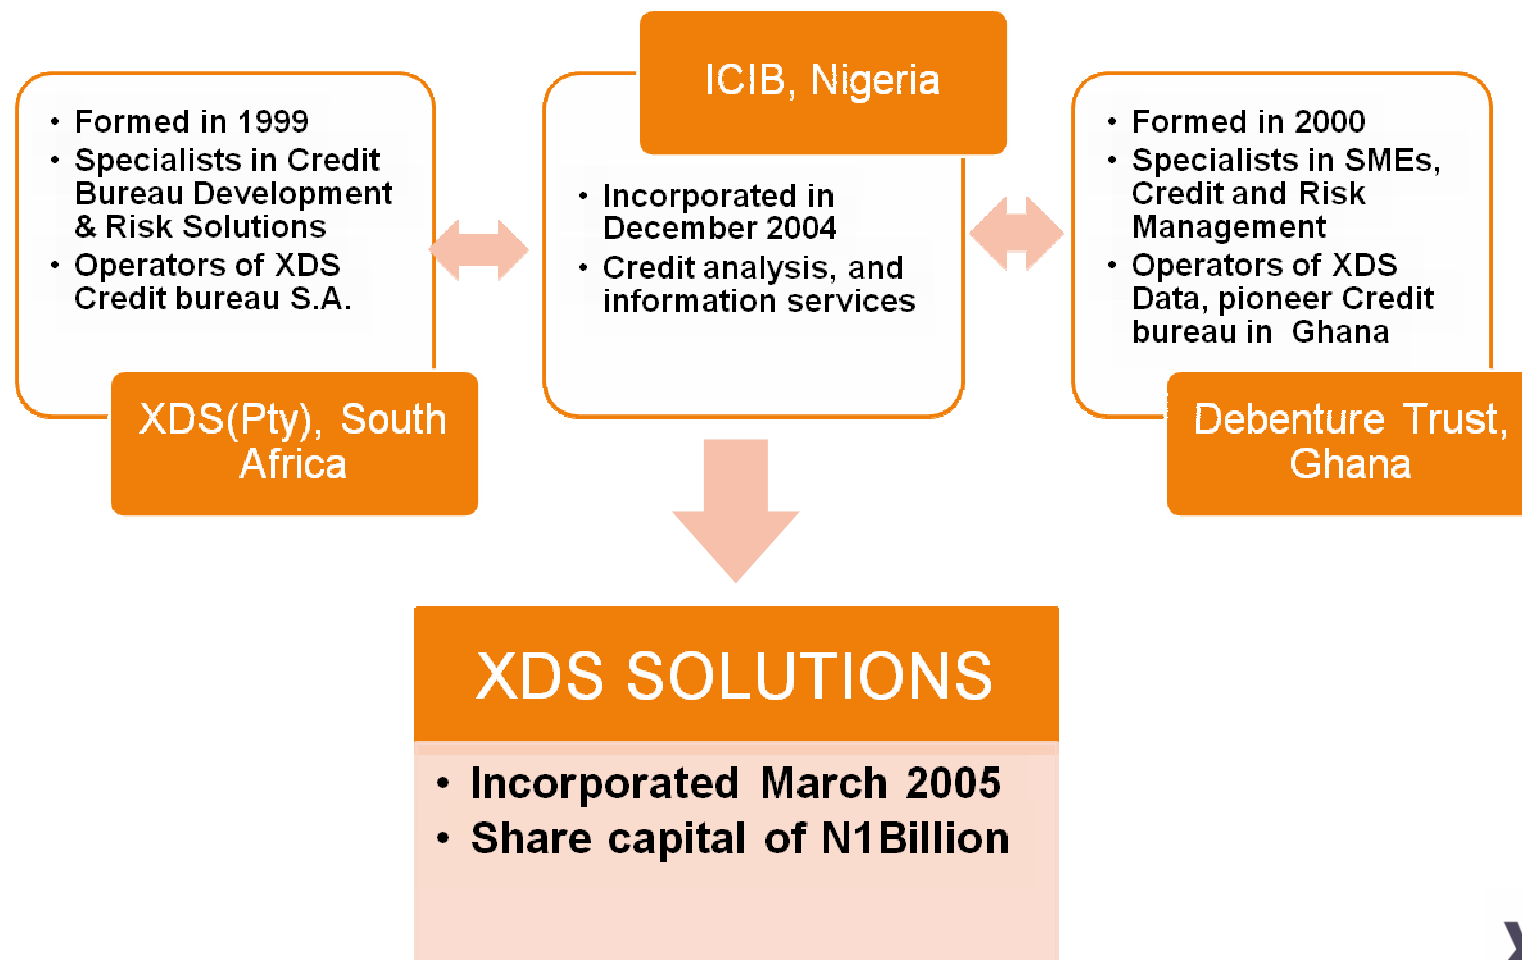 • Formed in 1999
• Specialists in Credit
Bureau Development
& Risk Solutions
• Operators of XDS
Credit bureau S.A.
XDS(Pty), South
Africa
ICIB, Nigeria
• Incorporated in
December 2004
• Credit analysis, and
information services
• Formed in 2000
• Specialists in SMEs,
Credit and Risk
Management
• Operators of XDS
Data, pioneer Credit
bureau in Ghana
Debenture Trust,
Ghana
XDS SOLUTIONS
• Incorporated March 2005
• Share capital of N1Billion